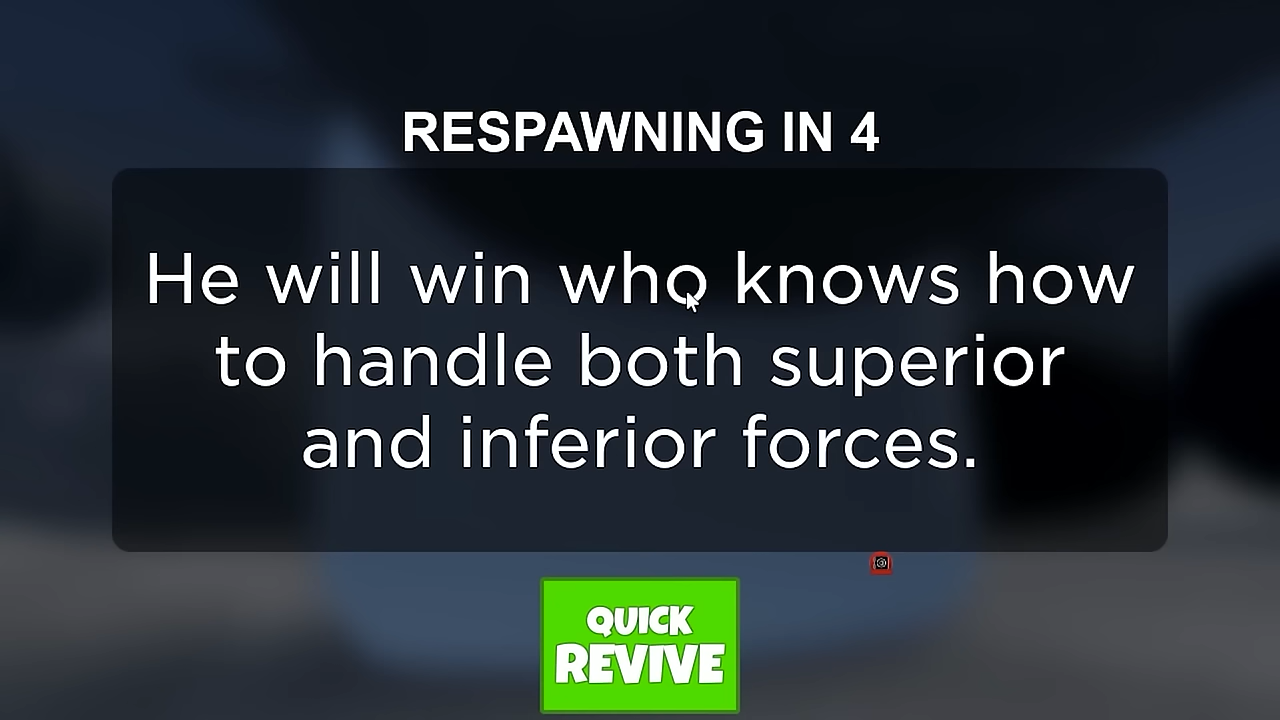 RESPAWNING IN 4
He will win who knows how
to handle both superior
and inferior forces.
QUICK
REVIVE